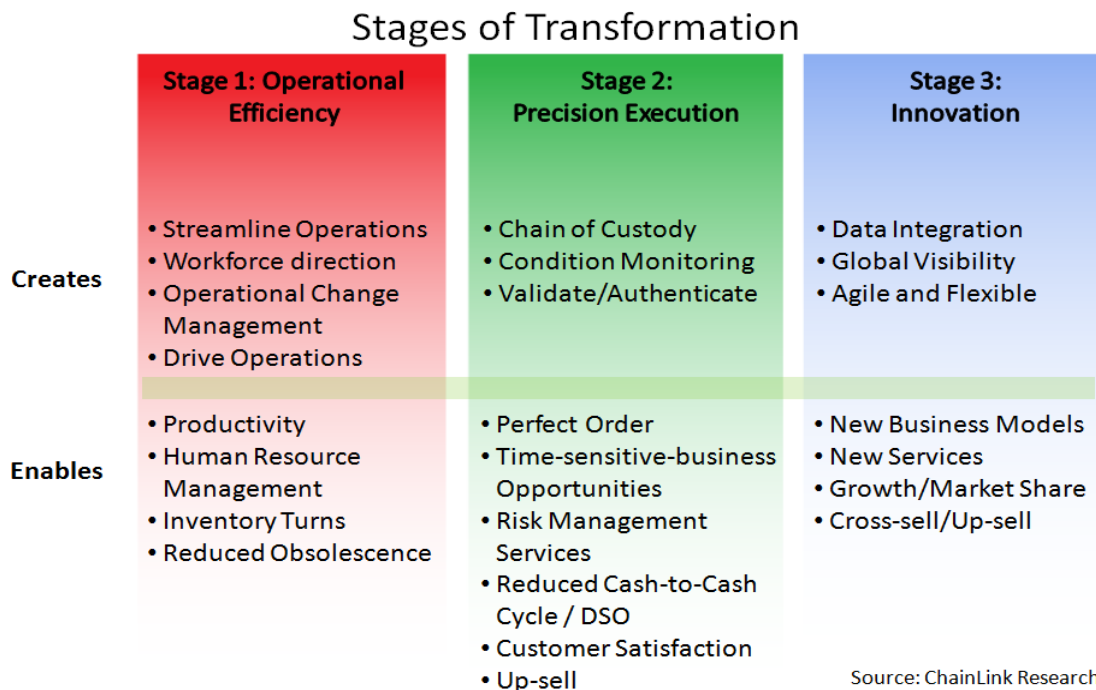 Stages of Transformation
Stage 1: Operational
Efficiency
Stage 2:
Precision Execution
Stage 3:
Innovation
Creates
• Streamline Operations
• Workforce direction
• Operational Change
Management
• Drive Operations
• Chain of Custody
• Condition Monitoring
• Validate/Authenticate
• Data Integration
• Global Visibility
• Agile and Flexible
Enables
• Productivity
• Human Resource
Management
• Inventory Turns
• Reduced Obsolescence
• Perfect Order
• Time-sensitive-business
Opportunities
• Risk Management
Services
• Reduced Cash-to-Cash
Cycle / DSO
• Customer Satisfaction
• Up-sell
• New Business Models
• New Services
• Growth/Market Share
• Cross-sell/Up-sell
Source: ChainLink Research